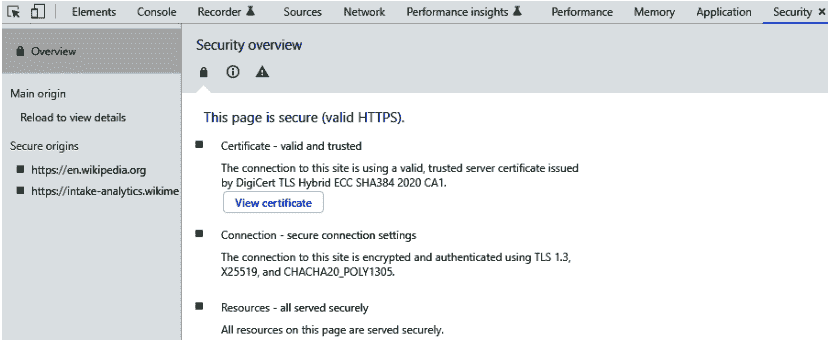 Elements Console Recorder Sources Network Performance insights Performance Memory Application Security ×
Overview
Main origin
Reload to view details
Secure origins
https://en.wikipedia.org
https://intake-analytics.wikime
Security overview
This page is secure (valid HTTPS).
Certificate - valid and trusted
The connection to this site is using a valid, trusted server certificate issued
by DigiCert TLS Hybrid ECC SHA384 2020 CA1.
View certificate
Connection - secure connection settings
The connection to this site is encrypted and authenticated using TLS 1.3,
X25519, and CHACHA20_POLY1305.
Resources - all served securely
All resources on this page are served securely.